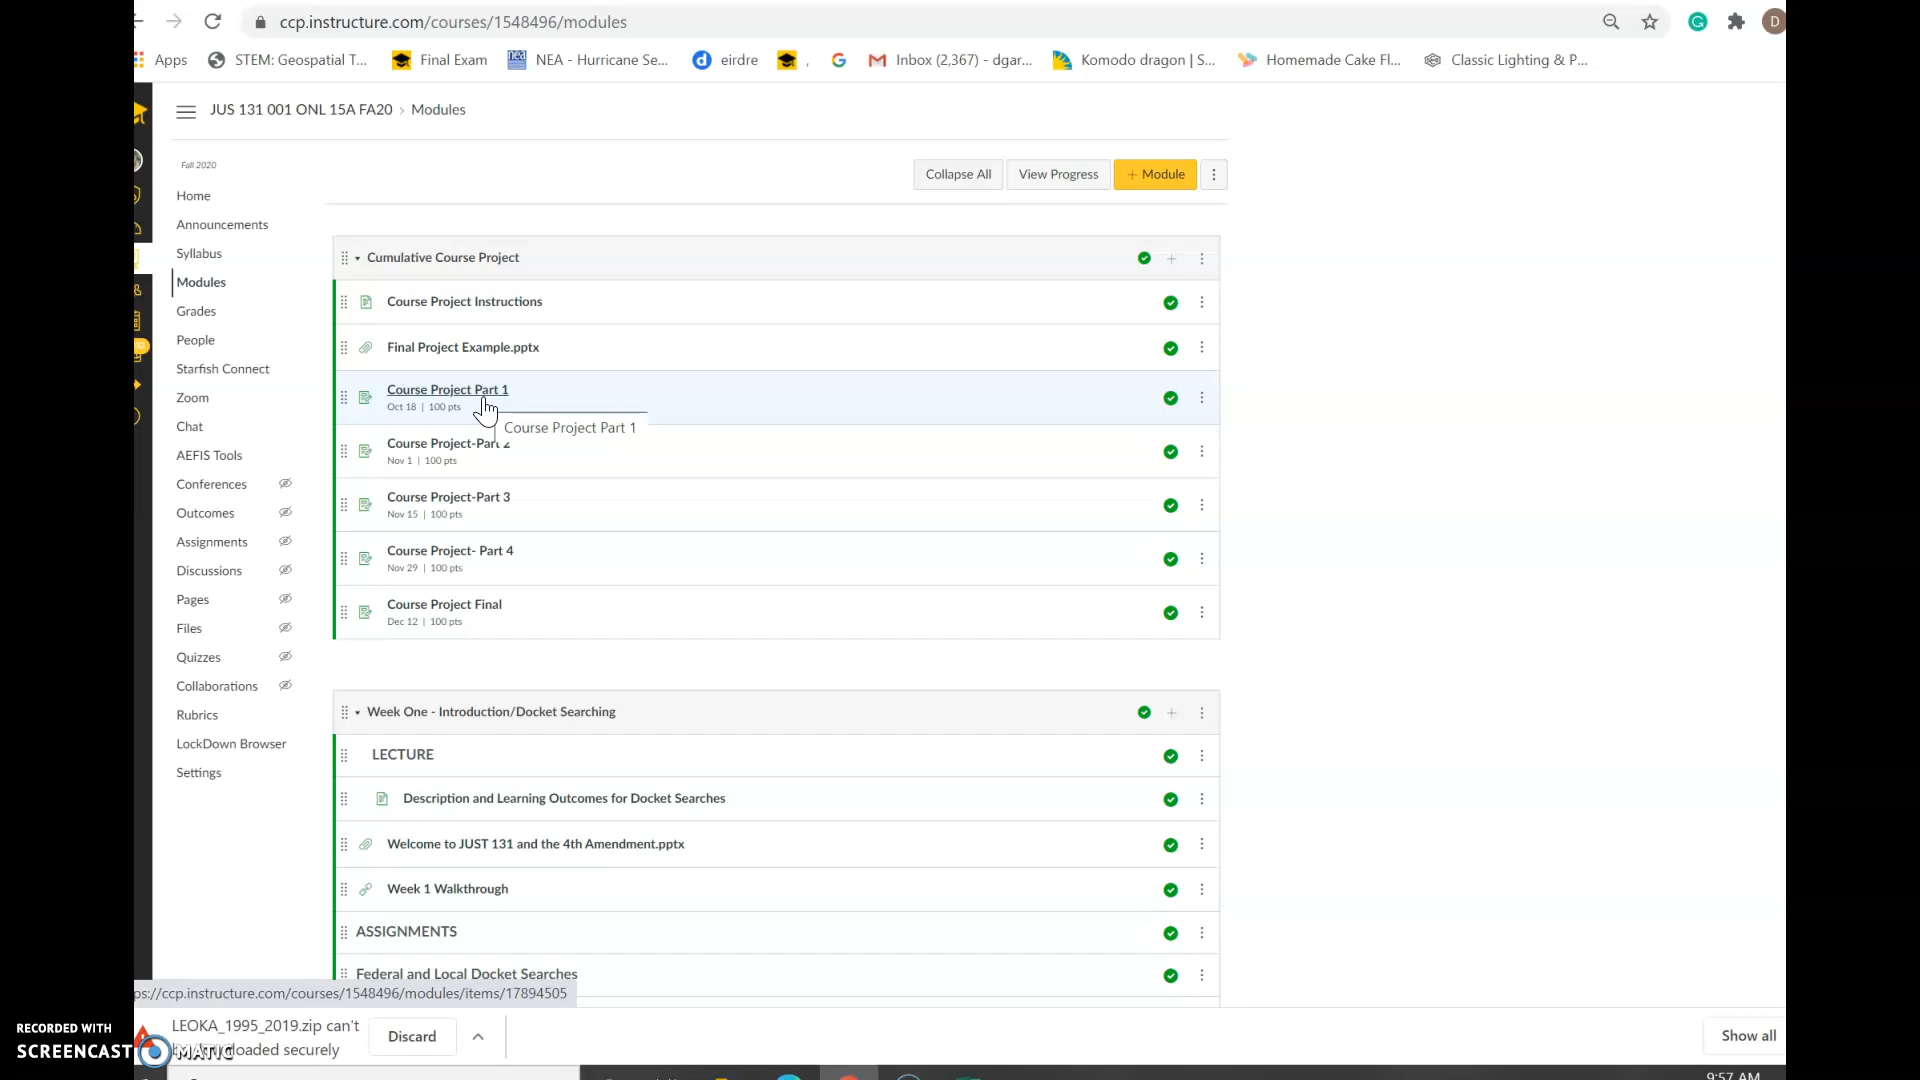 ccp.instructure.com/courses/1548496/modules
D
Apps
STEM: Geospatial T...
Final Exam
nea
NEA - Hurricane Se...
d
eirdre
,
G
Inbox (2,367) - dgar...
Komodo dragon | S...
Homemade Cake Fl...
Classic Lighting & P...
JUS 131 001 ONL 15A FA20 › Modules
Fall 2020
Collapse All
View Progress
+ Module
Home
Announcements
Syllabus
Modules
Grades
People
Starfish Connect
Zoom
Chat
AEFIS Tools
Conferences
Outcomes
Assignments
Discussions
Pages
Files
Quizzes
Collaborations
Rubrics
LockDown Browser
Settings
Cumulative Course Project
Course Project Instructions
Final Project Example.pptx
Course Project Part 1
Oct 18 | 100 pts
Course Project Part 1
Course Project-Part 2
Nov 1 | 100 pts
Course Project-Part 3
Nov 15 | 100 pts
Course Project- Part 4
Nov 29 | 100 pts
Course Project Final
Dec 12 | 100 pts
Week One - Introduction/Docket Searching
LECTURE
Description and Learning Outcomes for Docket Searches
Welcome to JUST 131 and the 4th Amendment.pptx
Week 1 Walkthrough
ASSIGNMENTS
Federal and Local Docket Searches
ps://ccp.instructure.com/courses/1548496/modules/items/17894505
LEOKA_1995_2019.zip can't
loaded securely
Discard
Show all
RECORDED WITH
SCREENCAST MATIC
9:57 AM